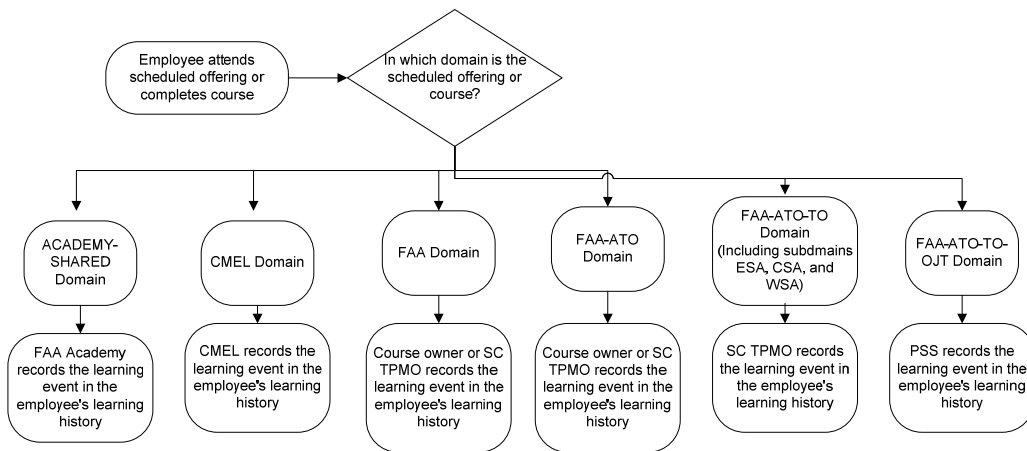 Employee attends
scheduled offering or
completes course
In which domain is the
scheduled offering or
course?
ACADEMY-
SHARED
Domain
CMEL Domain
FAA Domain
FAA-ATO
Domain
FAA-ATO-TO
Domain
(Including subdmains
ESA, CSA, and
WSA)
FAA-ATO-TO-
OJT Domain
FAA Academy
records the learning
event in the
employee's learning
history
CMEL records the
learning event in
the employee's
learning history
Course owner or SC
TPMO records the
learning event in the
employee's learning
history
Course owner or SC
TPMO records the
learning event in the
employee's learning
history
SC TPMO records
the learning event in
the employee's
learning history
PSS records the
learning event in the
employee's learning
history